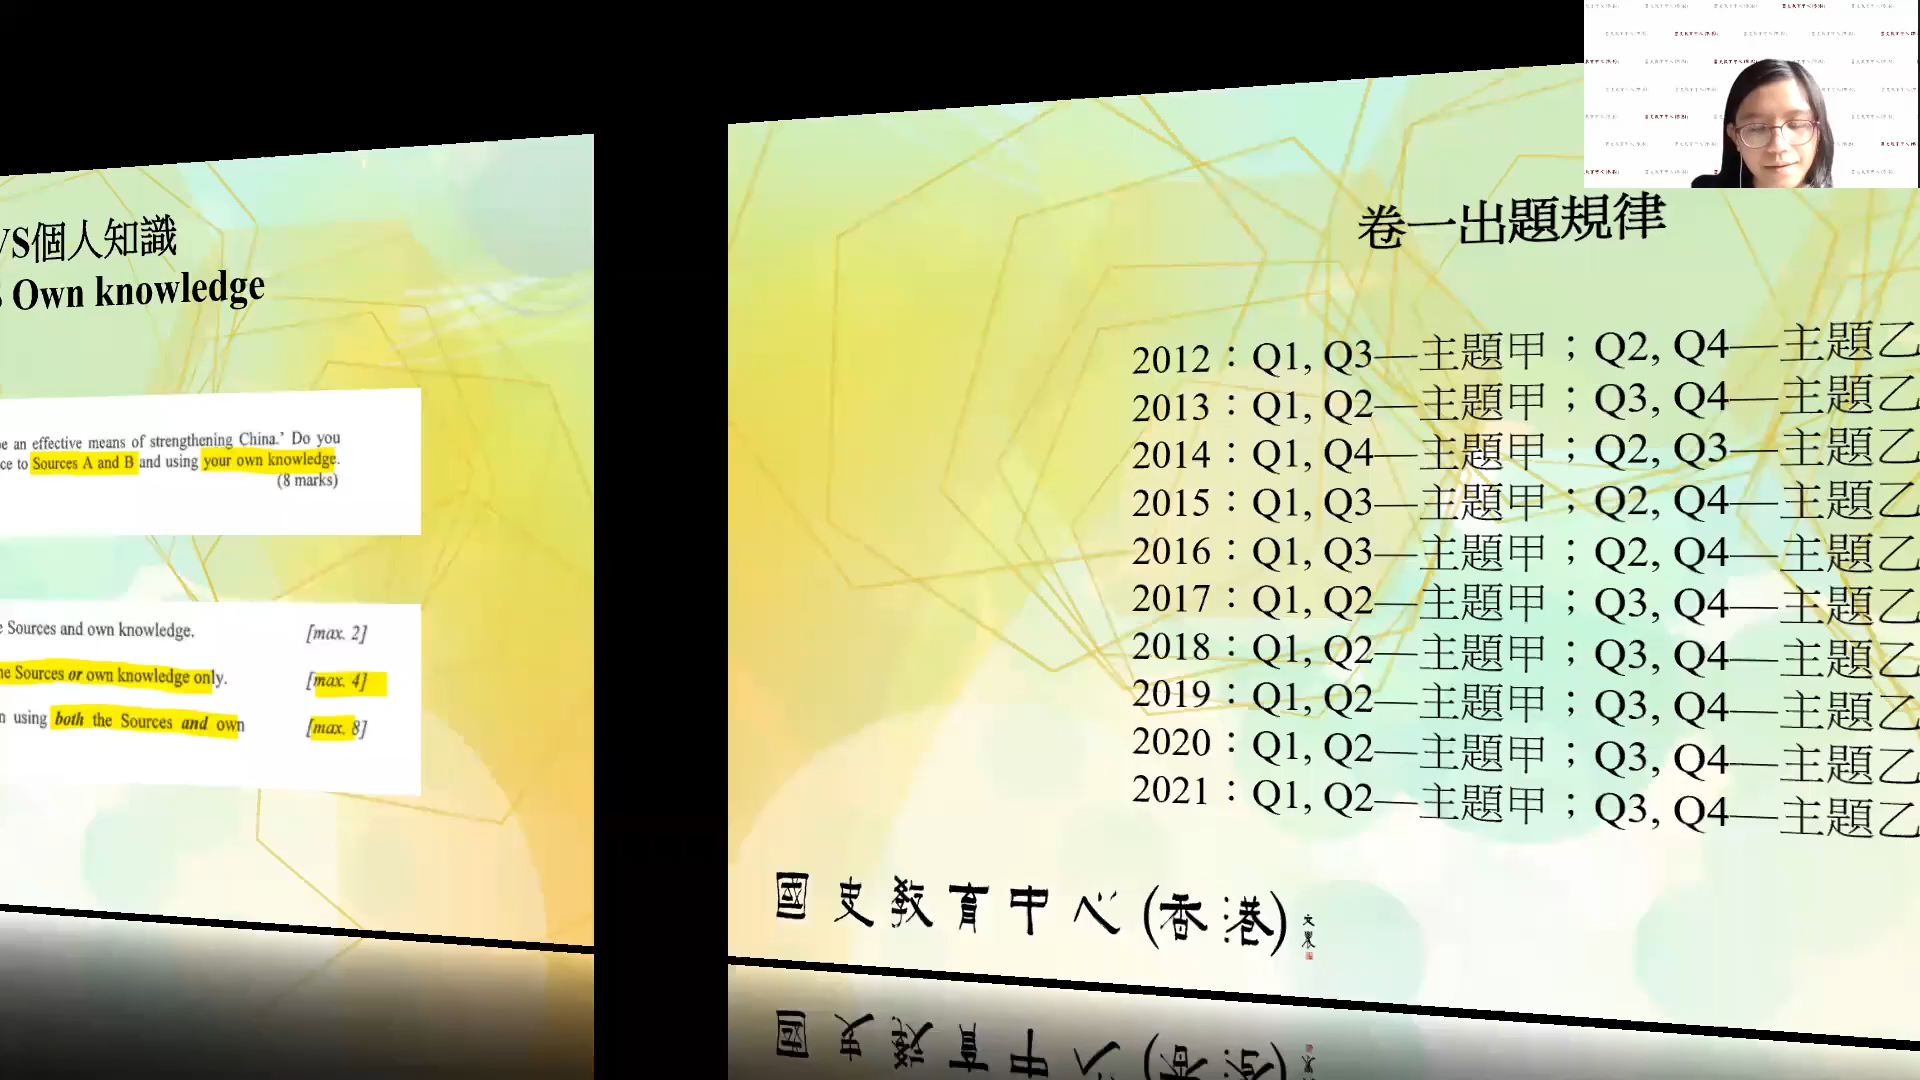 VS個人知識
Own knowledge
an effective means of strengthening China.' Do you
to Sources A and B and using your own knowledge.
(8 marks)
Sources and own knowledge. [max. 2]
Sources or own knowledge only. [max. 4]
using both the Sources and own [max. 8]
卷一出題規律
2012：Q1, Q3—主題甲；Q2, Q4—主題乙
2013：Q1, Q2—主題甲；Q3, Q4—主題乙
2014：Q1, Q4—主題甲；Q2, Q3—主題乙
2015：Q1, Q3—主題甲；Q2, Q4—主題乙
2016：Q1, Q3—主題甲；Q2, Q4—主題乙
2017：Q1, Q2—主題甲；Q3, Q4—主題乙
2018：Q1, Q2—主題甲；Q3, Q4—主題乙
2019：Q1, Q2—主題甲；Q3, Q4—主題乙
2020：Q1, Q2—主題甲；Q3, Q4—主題乙
2021：Q1, Q2—主題甲；Q3, Q4—主題乙
國史教育中心(香港)